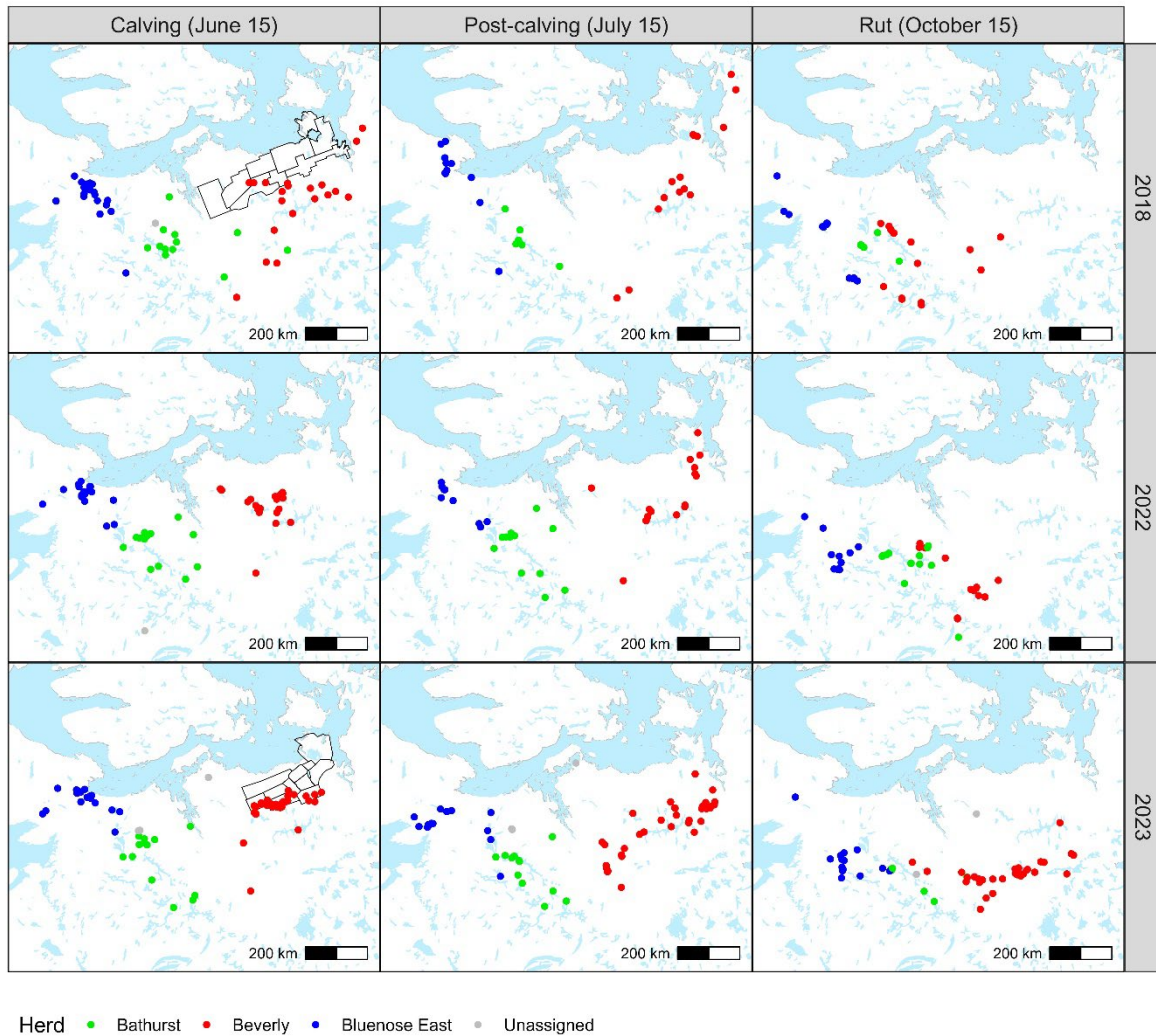 Calving (June 15) Post-calving (July 15) Rut (October 15)
2018
200 km 200 km 200 km
2022
200 km 200 km 200 km
2023
200 km 200 km 200 km
Herd Bathurst Beverly Bluenose East Unassigned